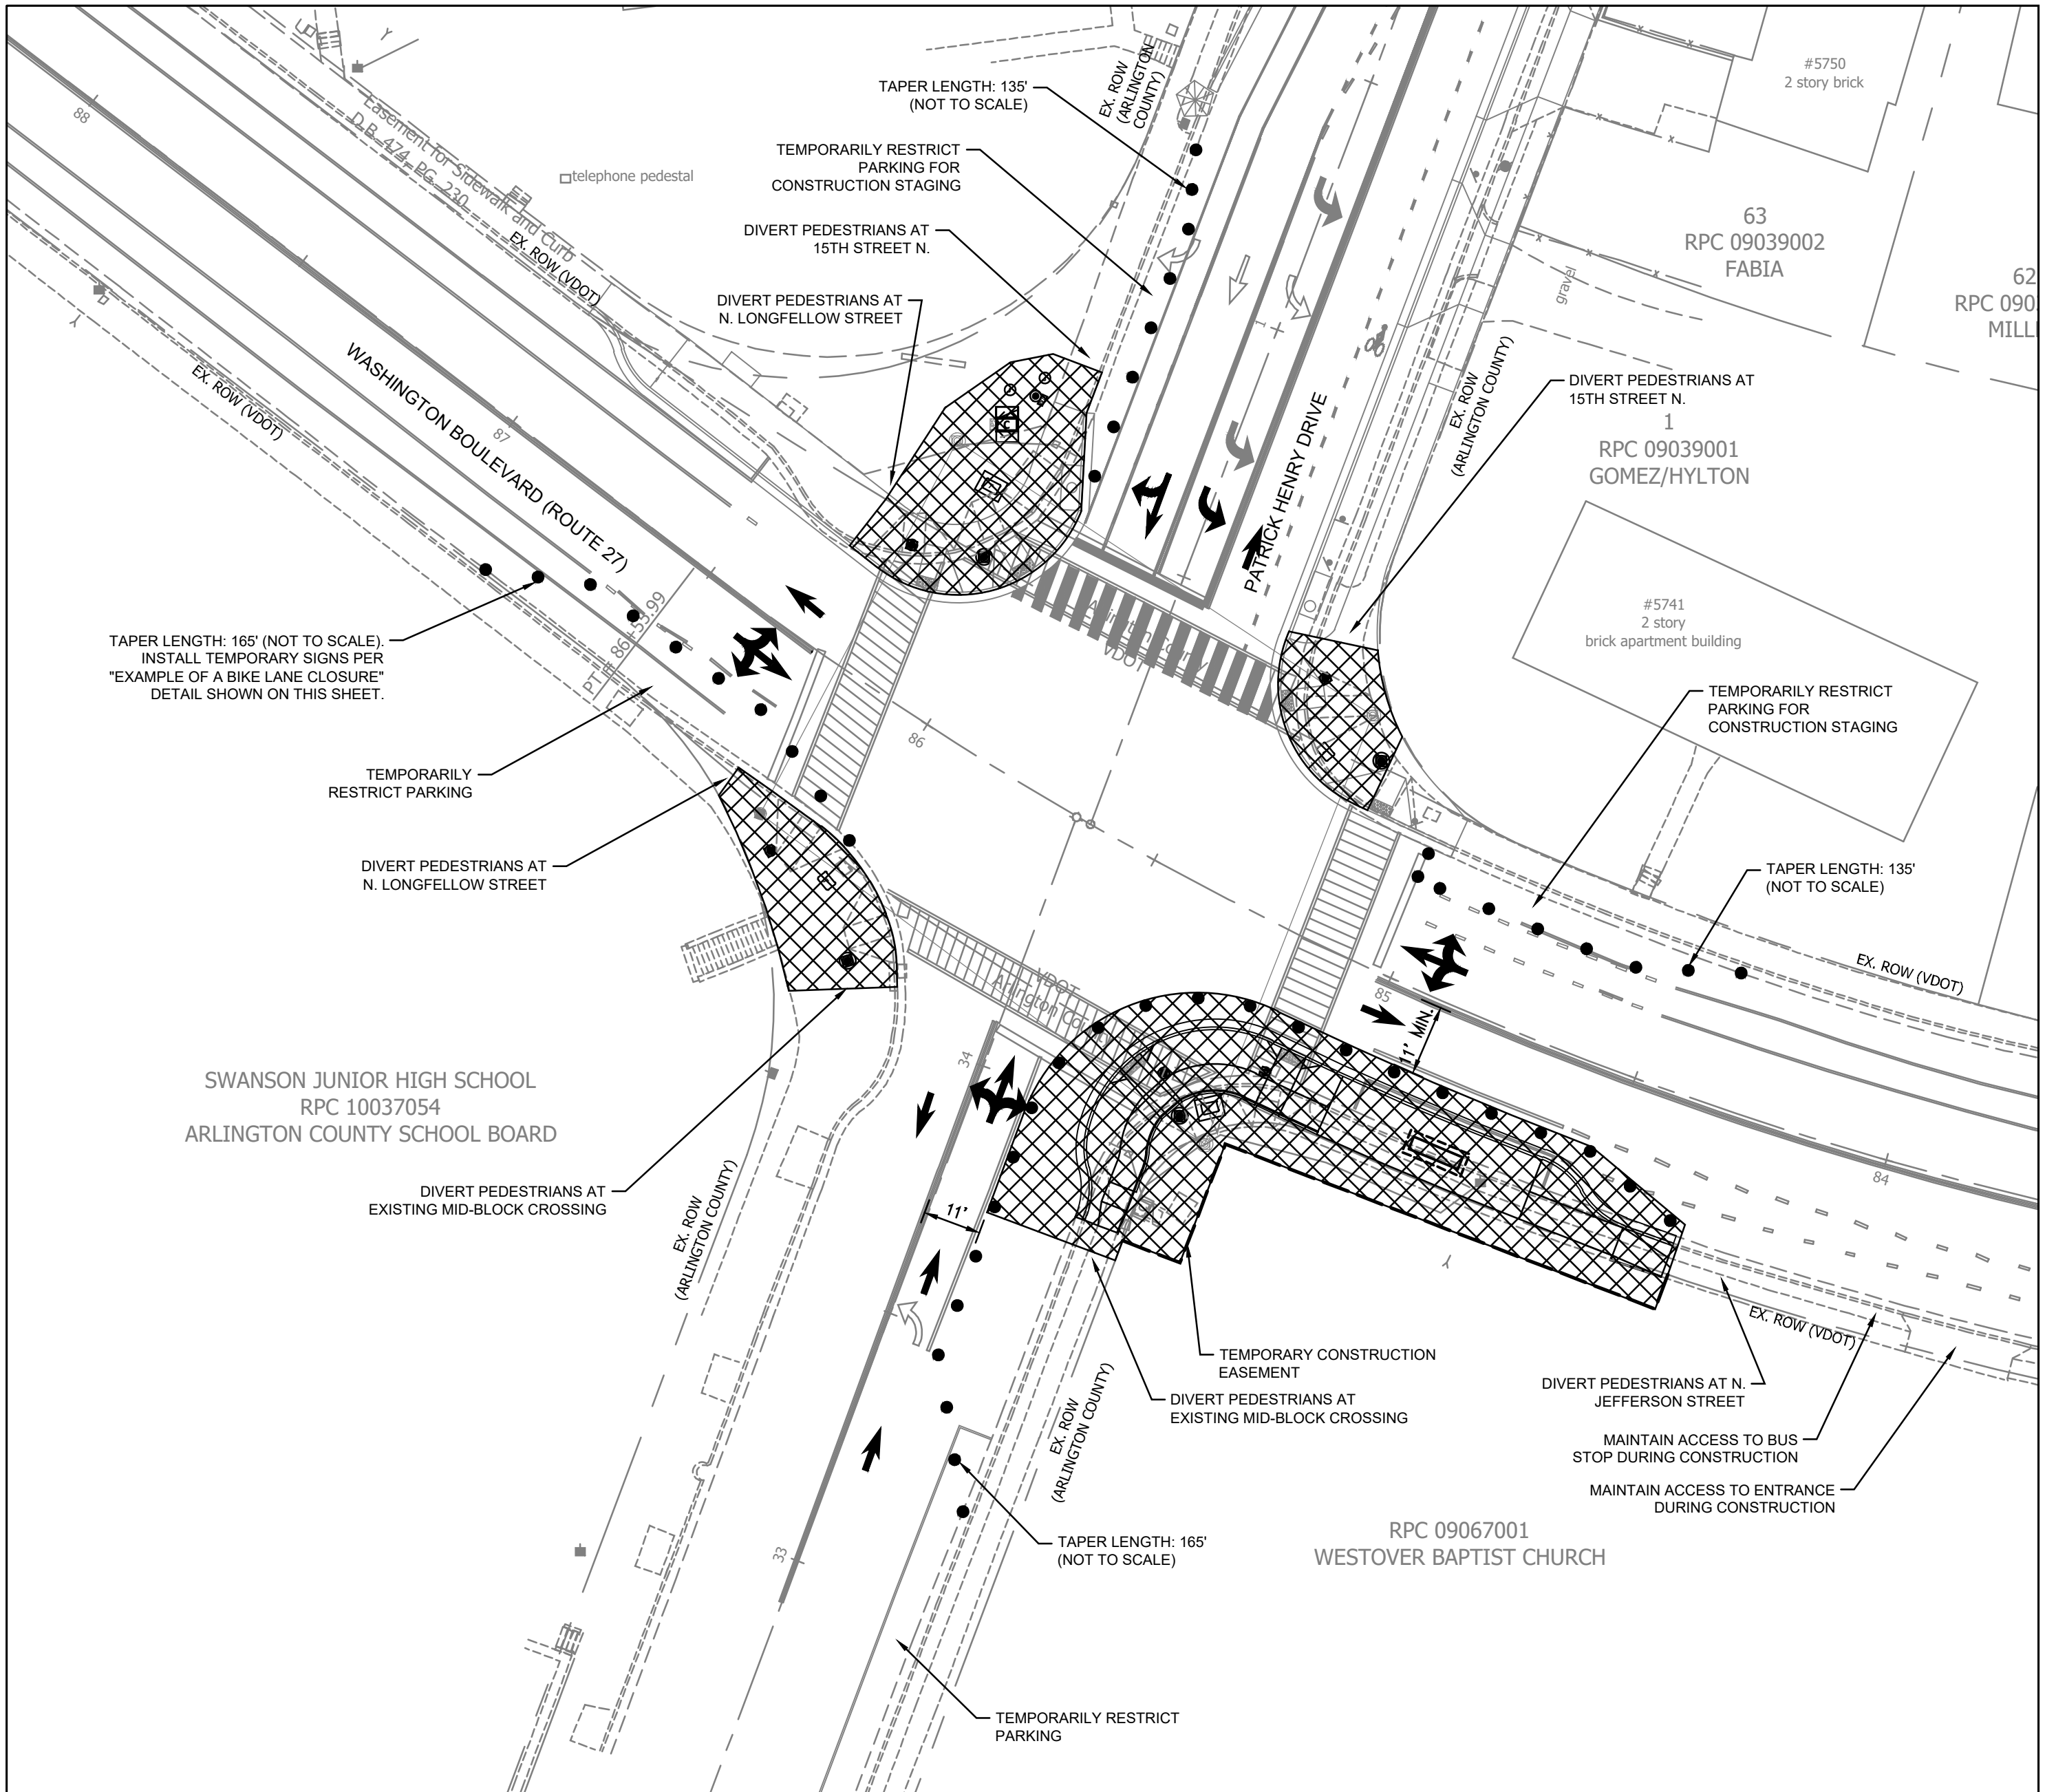 TAPER LENGTH: 135'
(NOT TO SCALE)
EX. ROW
(ARLINGTON
COUNTY)
#5750
2 story brick
88
Easement for Sidewalk and Curb
D.B. 474, PG. 230
telephone pedestal
TEMPORARILY RESTRICT
PARKING FOR
CONSTRUCTION STAGING
DIVERT PEDESTRIANS AT
15TH STREET N.
EX. ROW (VDOT)
63
RPC 09039002
FABIA
gravel
62
RPC 090
DIVERT PEDESTRIANS AT
N. LONGFELLOW STREET
1
WASHINGTON BOULEVARD (ROUTE 27)
EX. ROW (VDOT)
87
PATRICK HENRY DRIVE
EX. ROW
(ARLINGTON COUNTY)
DIVERT PEDESTRIANS AT
15TH STREET N.
1
RPC 09039001
GOMEZ/HYLTON
TAPER LENGTH: 165' (NOT TO SCALE).
INSTALL TEMPORARY SIGNS PER
"EXAMPLE OF A BIKE LANE CLOSURE"
DETAIL SHOWN ON THIS SHEET.
Arlington County
VDOT
#5741
2 story
brick apartment building
TEMPORARILY RESTRICT
PARKING FOR
CONSTRUCTION STAGING
86
TEMPORARILY
RESTRICT PARKING
DIVERT PEDESTRIANS AT
N. LONGFELLOW STREET
TAPER LENGTH: 135'
(NOT TO SCALE)
EX. ROW (VDOT)
VDOT
85
11' MIN.
34
SWANSON JUNIOR HIGH SCHOOL
RPC 10037054
ARLINGTON COUNTY SCHOOL BOARD
DIVERT PEDESTRIANS AT
EXISTING MID-BLOCK CROSSING
84
EX. ROW
(ARLINGTON COUNTY)
11'
EX. ROW (VDOT)
TEMPORARY CONSTRUCTION
EASEMENT
DIVERT PEDESTRIANS AT
EXISTING MID-BLOCK CROSSING
EX. ROW
(ARLINGTON COUNTY)
DIVERT PEDESTRIANS AT N.
JEFFERSON STREET
MAINTAIN ACCESS TO BUS
STOP DURING CONSTRUCTION
MAINTAIN ACCESS TO ENTRANCE
DURING CONSTRUCTION
33
TAPER LENGTH: 165'
(NOT TO SCALE)
RPC 09067001
WESTOVER BAPTIST CHURCH
TEMPORARILY RESTRICT
PARKING